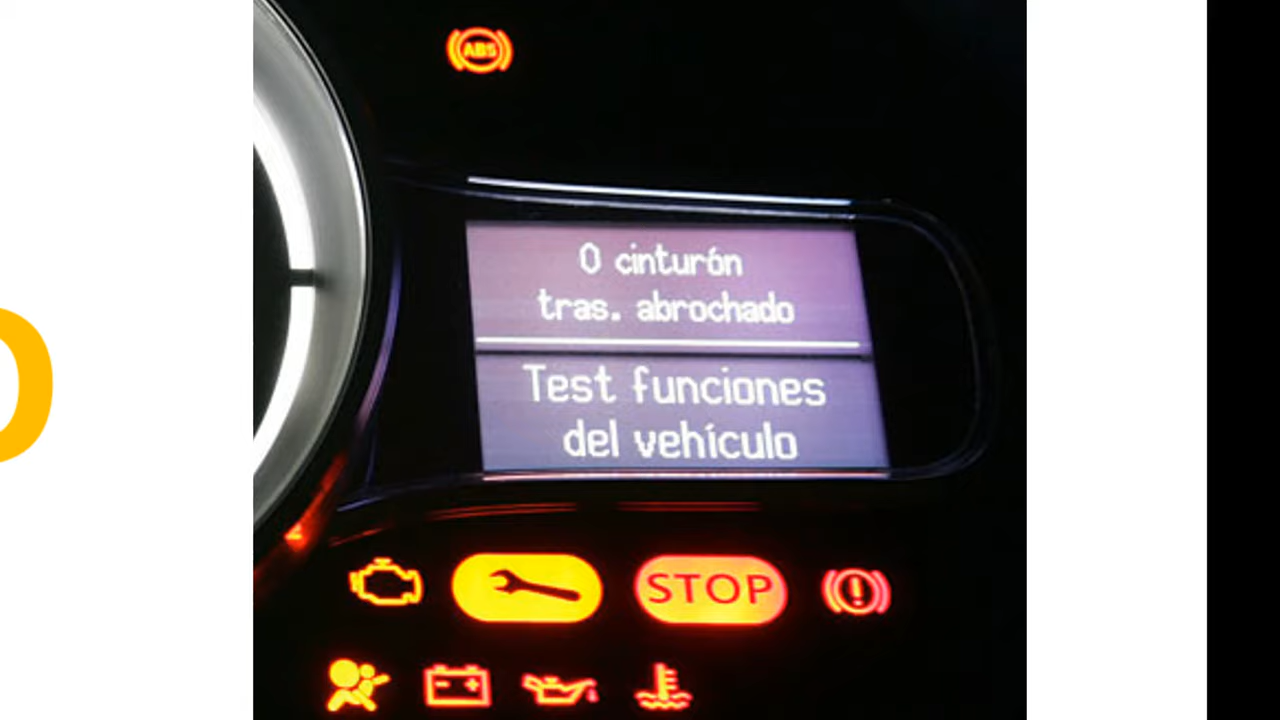 ABS
0 cinturón
tras. abrochado
Test funciones
del vehículo
STOP